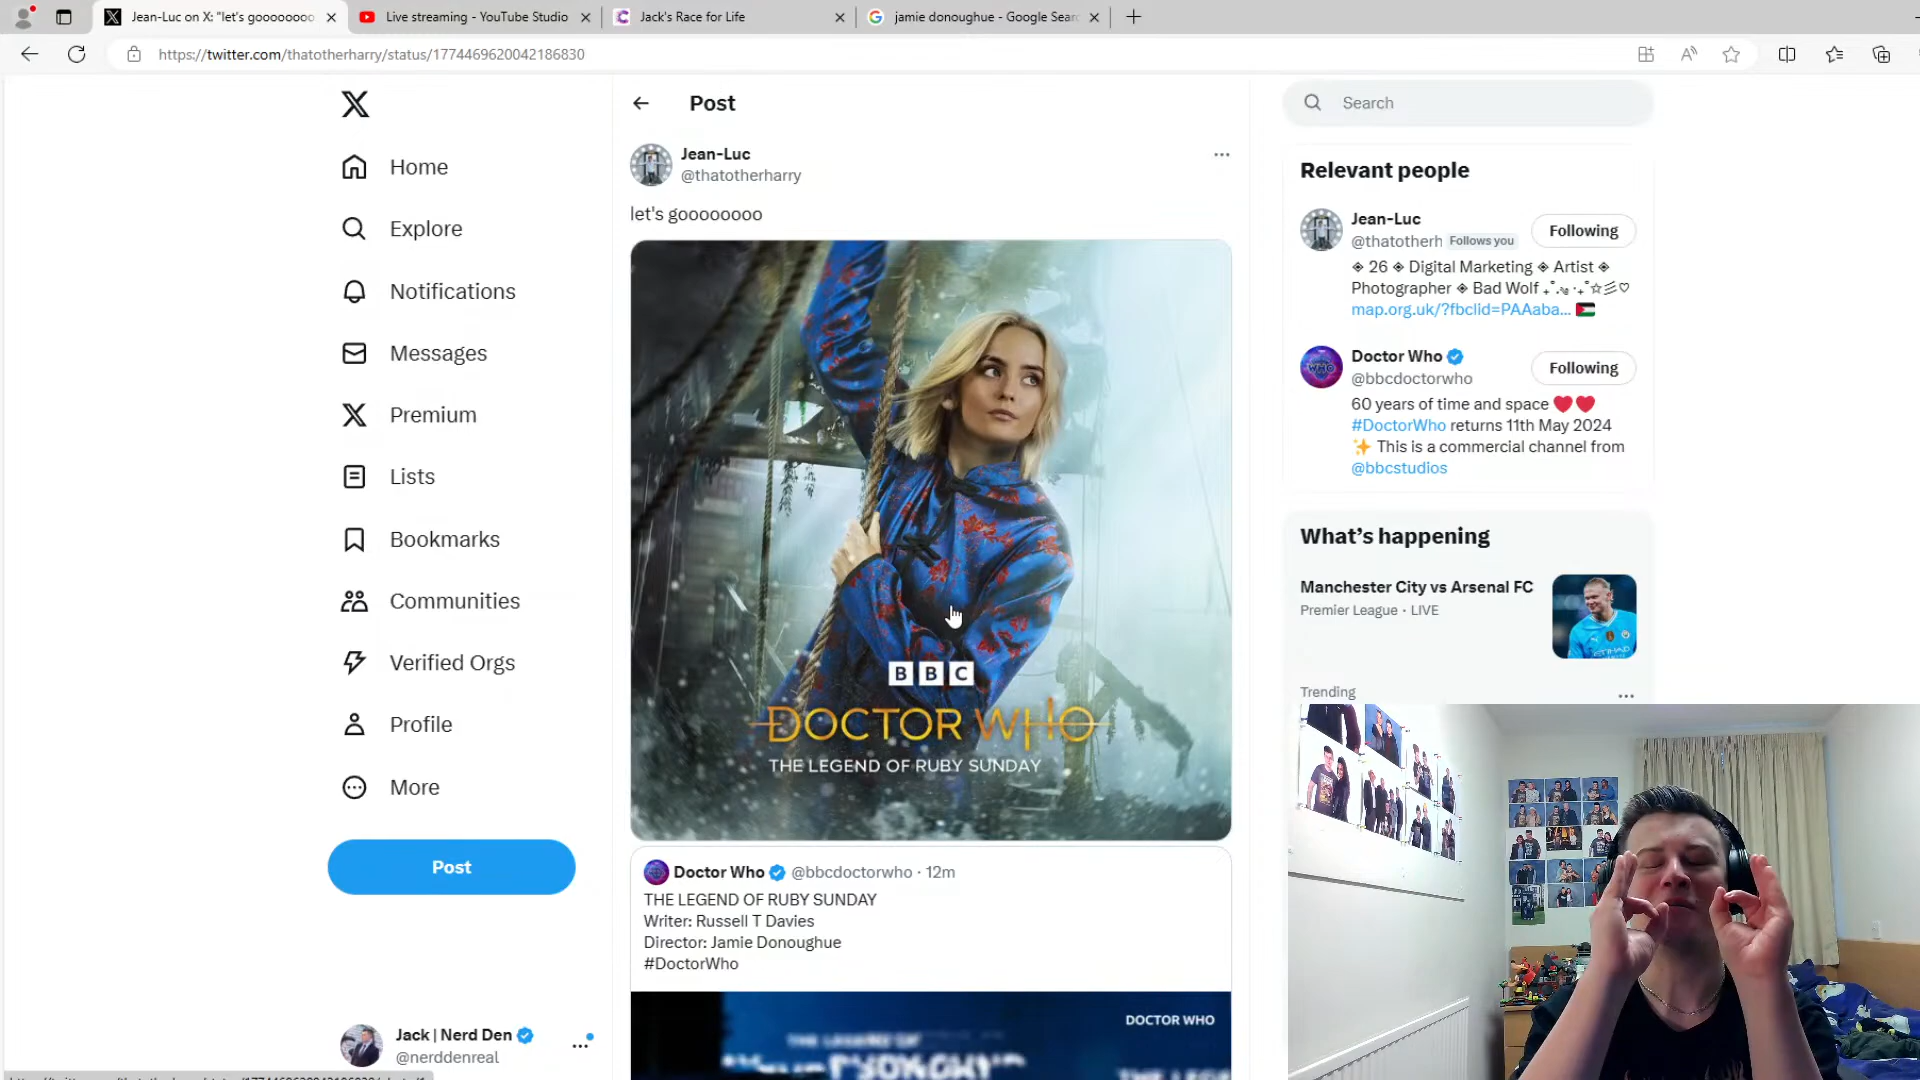 Jean-Luc on X: "let's goooooooo
Live streaming - YouTube Studio
Jack's Race for Life
jamie donoughue - Google Sear
https://twitter.com/thatotherharry/status/1774469620042186830
Home
Explore
Notifications
Messages
Premium
Lists
Bookmarks
Communities
Verified Orgs
Profile
More
Post
Jack | Nerd Den
@nerddenreal
Post
Jean-Luc
@thatotherharry
let's goooooooo
BBC
DOCTOR WHO
THE LEGEND OF RUBY SUNDAY
Doctor Who @bbcdoctorwho · 12m
THE LEGEND OF RUBY SUNDAY
Writer: Russell T Davies
Director: Jamie Donoughue
#DoctorWho
DOCTOR WHO
Search
Relevant people
Jean-Luc
@thatotherh Follows you
Following
◈ 26 ◈ Digital Marketing ◈ Artist ◈
Photographer ◈ Bad Wolf
map.org.uk/?fbclid=PAAaba...
Doctor Who
@bbcdoctorwho
Following
60 years of time and space ❤️❤️
#DoctorWho returns 11th May 2024
✨ This is a commercial channel from
@bbcstudios
What's happening
Manchester City vs Arsenal FC
Premier League · LIVE
Trending